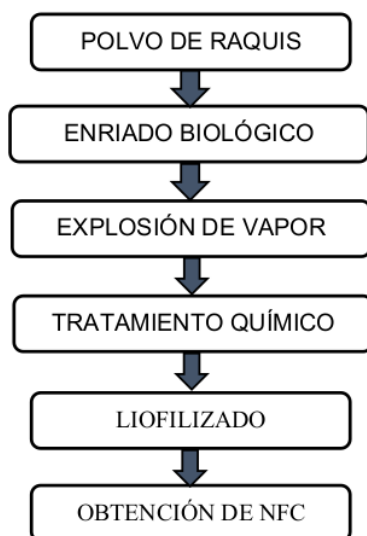 POLVO DE RAQUIS
ENRIADO BIOLÓGICO
EXPLOSIÓN DE VAPOR
TRATAMIENTO QUÍMICO
LIOFILIZADO
OBTENCIÓN DE NFC